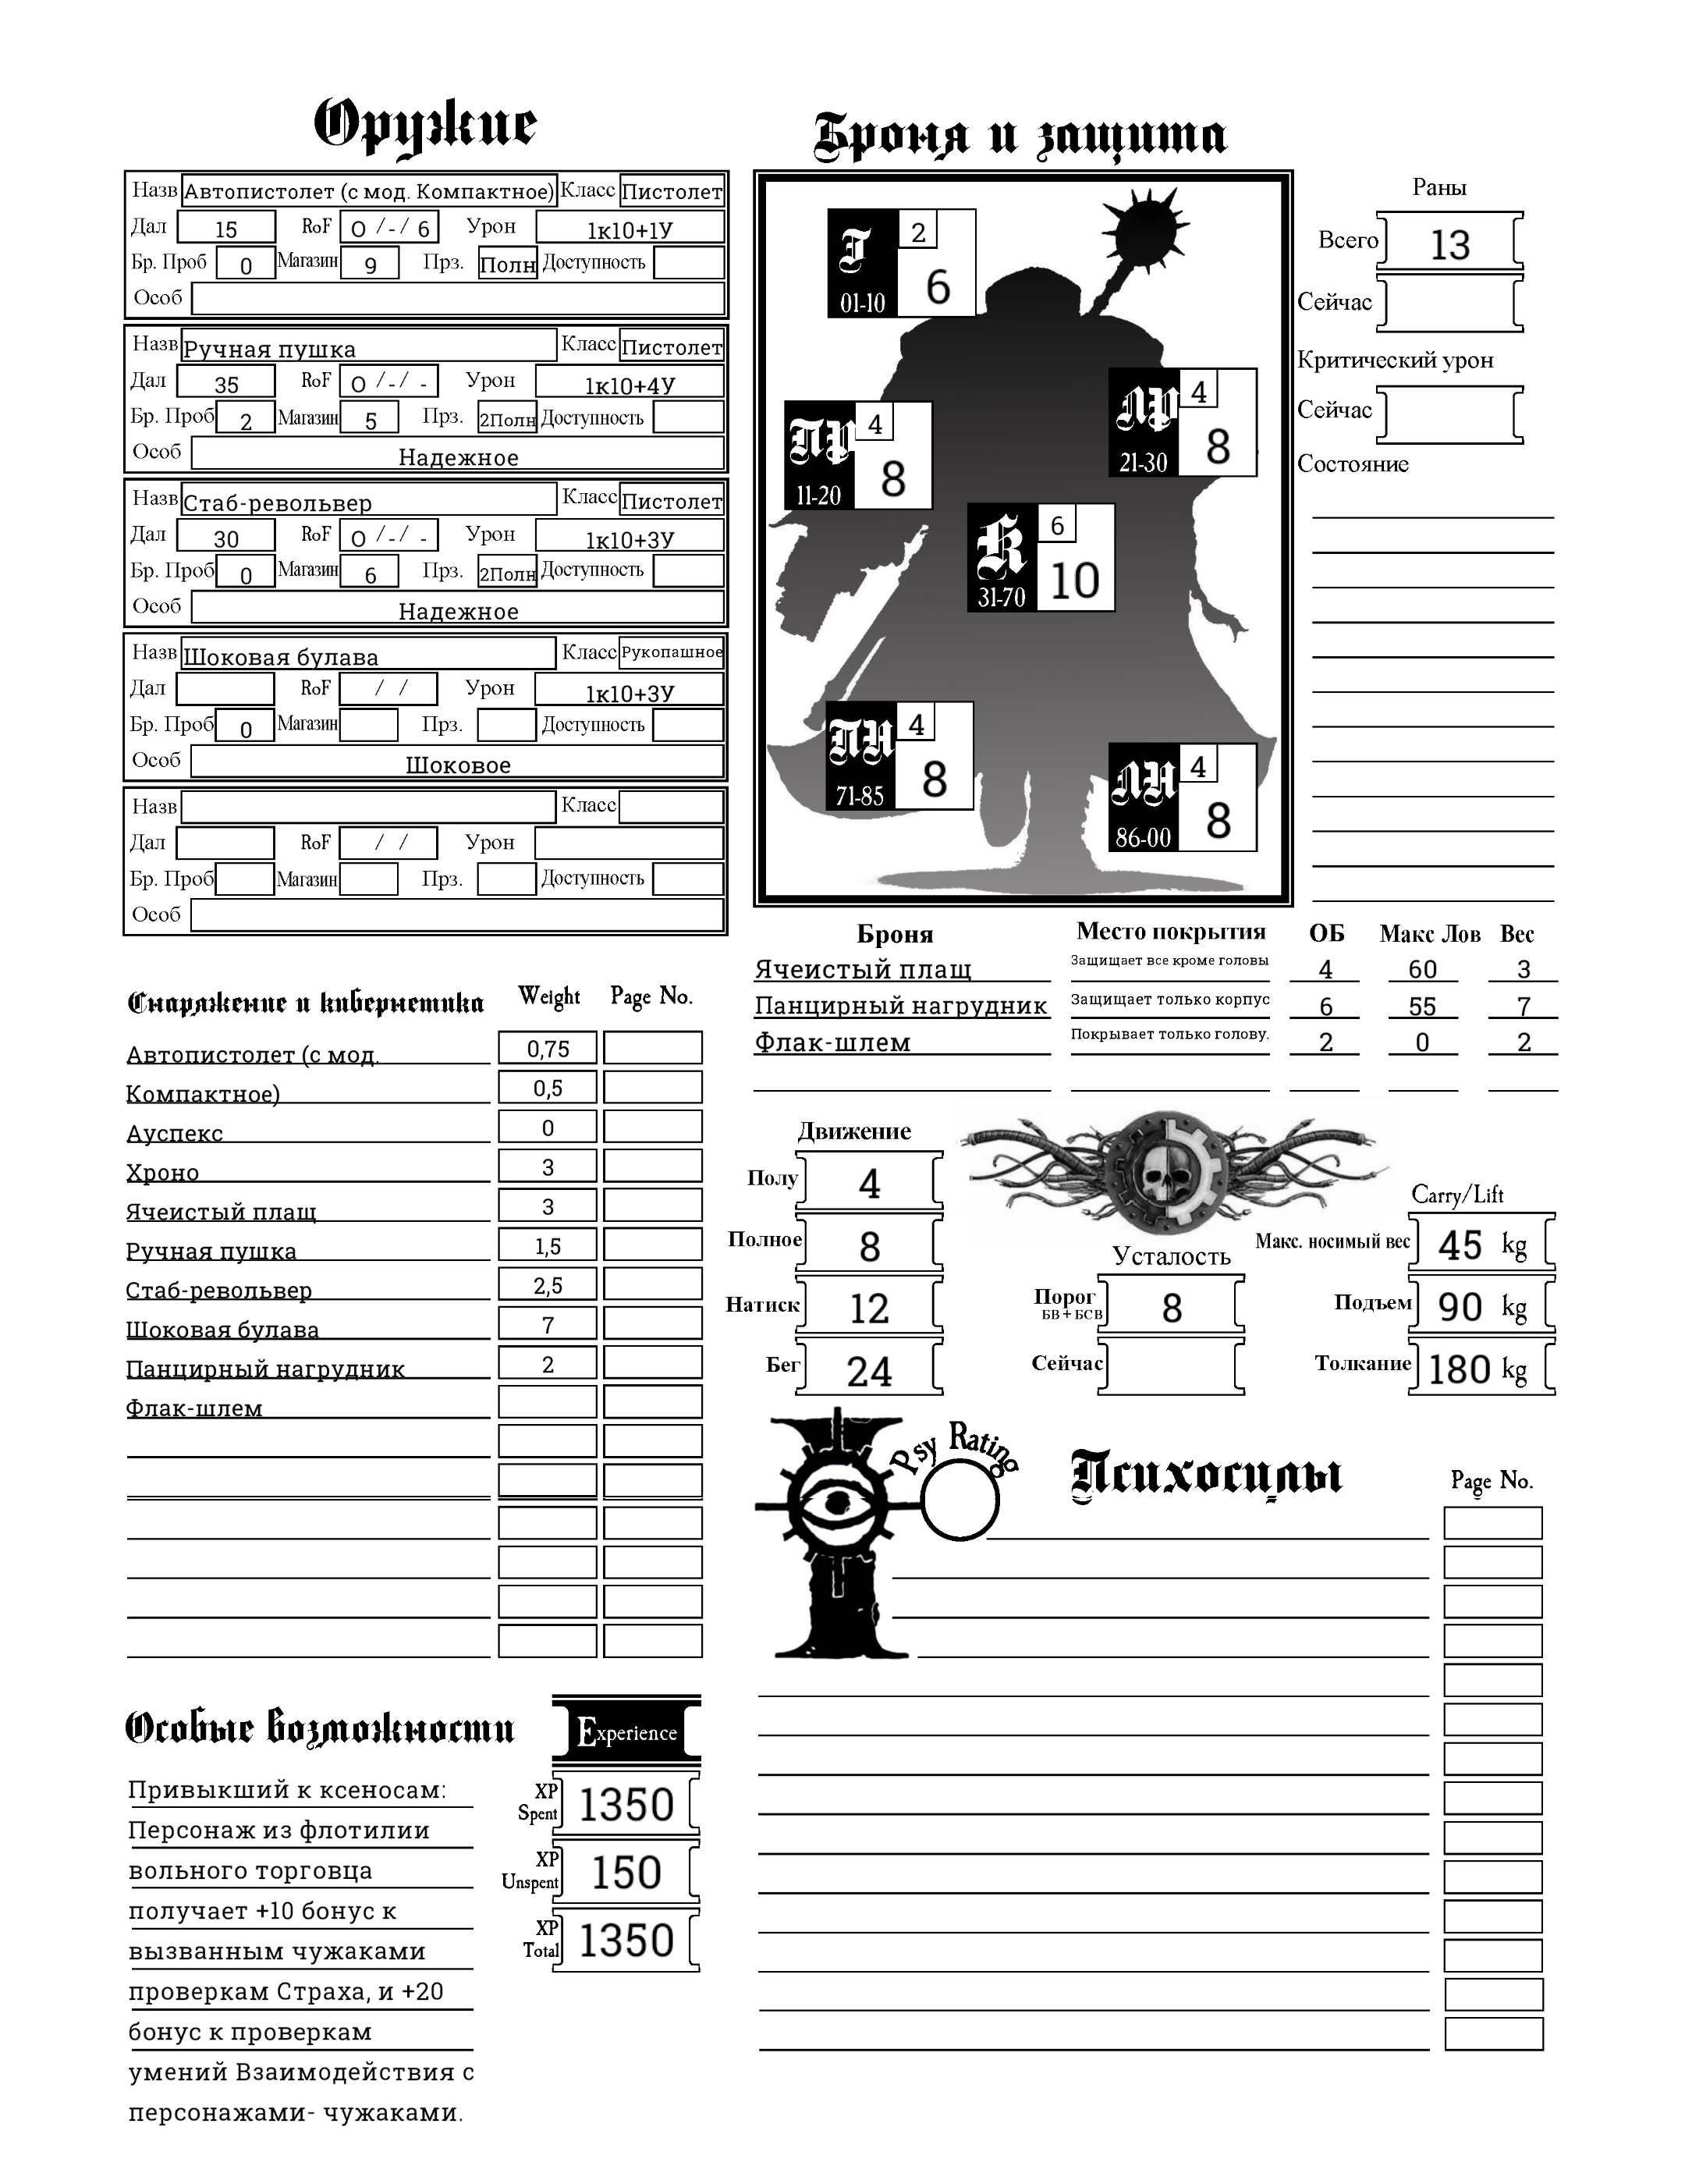 Оружие
Назв Автопистолет (с мод. Компактное) Класс Пистолет
Дал 15 RoF О / - / 6 Урон 1к10+1У
Бр. Проб 0 Магазин 9 Прз. Полн Доступность
Особ
Назв Ручная пушка Класс Пистолет
Дал 35 RoF О / - / - Урон 1к10+4У
Бр. Проб 2 Магазин 5 Прз. 2Полн Доступность
Особ Надежное
Назв Стаб-револьвер Класс Пистолет
Дал 30 RoF О / - / - Урон 1к10+3У
Бр. Проб 0 Магазин 6 Прз. 2Полн Доступность
Особ Надежное
Назв Шоковая булава Класс Рукопашное
Дал RoF / / Урон 1к10+3У
Бр. Проб 0 Магазин Прз. Доступность
Особ Шоковое
Назв Класс
Дал RoF / / Урон
Бр. Проб Магазин Прз. Доступность
Особ
Броня и защита
Г 2
01-10 6
ЛР 4
21-30 8
ПР 4
11-20 8
К 6
31-70 10
ПН 4
71-85 8
ЛН 4
86-00 8
Раны
Всего 13
Сейчас
Критический урон
Сейчас
Состояние
Броня Место покрытия ОБ Макс Лов Вес
Ячеистый плащ Защищает все кроме головы 4 60 3
Панцирный нагрудник Защищает только корпус 6 55 7
Флак-шлем Покрывает только голову. 2 0 2
Снаряжение и кибернетика Weight Page No.
Автопистолет (с мод. 0,75
Компактное) 0,5
Ауспекс 0
Хроно 3
Ячеистый плащ 3
Ручная пушка 1,5
Стаб-револьвер 2,5
Шоковая булава 7
Панцирный нагрудник 2
Флак-шлем
Движение
Полу 4
Полное 8
Натиск 12
Бег 24
Усталость
Порог БВ + БСВ 8
Сейчас
Carry/Lift
Макс. носимый вес 45 kg
Подъем 90 kg
Толкание 180 kg
Psy Rating
Психосилы Page No.
Особые возможности
Привыкший к ксеносам:
Персонаж из флотилии
вольного торговца
получает +10 бонус к
вызванным чужаками
проверкам Страха, и +20
бонус к проверкам
умений Взаимодействия с
персонажами- чужаками.
Experience
XP Spent 1350
XP Unspent 150
XP Total 1350